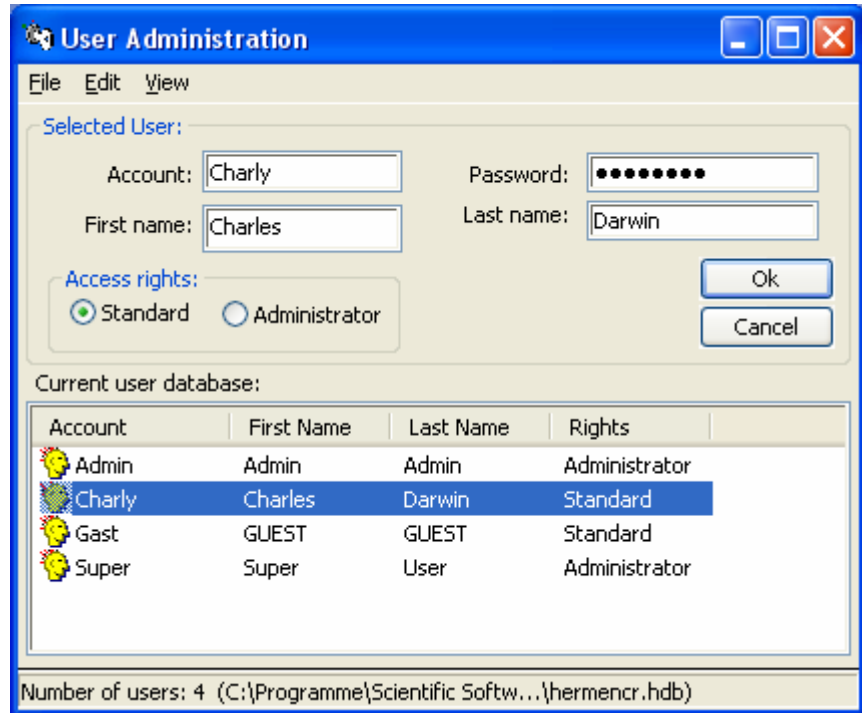 User Administration
File Edit View
Selected User:
Account: Charly Password: ●●●●●●●●
First name: Charles Last name: Darwin
Access rights:
Standard Administrator
Ok
Cancel
Current user database:
Account First Name Last Name Rights
Admin Admin Admin Administrator
Charly Charles Darwin Standard
Gast GUEST GUEST Standard
Super Super User Administrator
Number of users: 4 (C:\Programme\Scientific Softw...\hermencr.hdb)